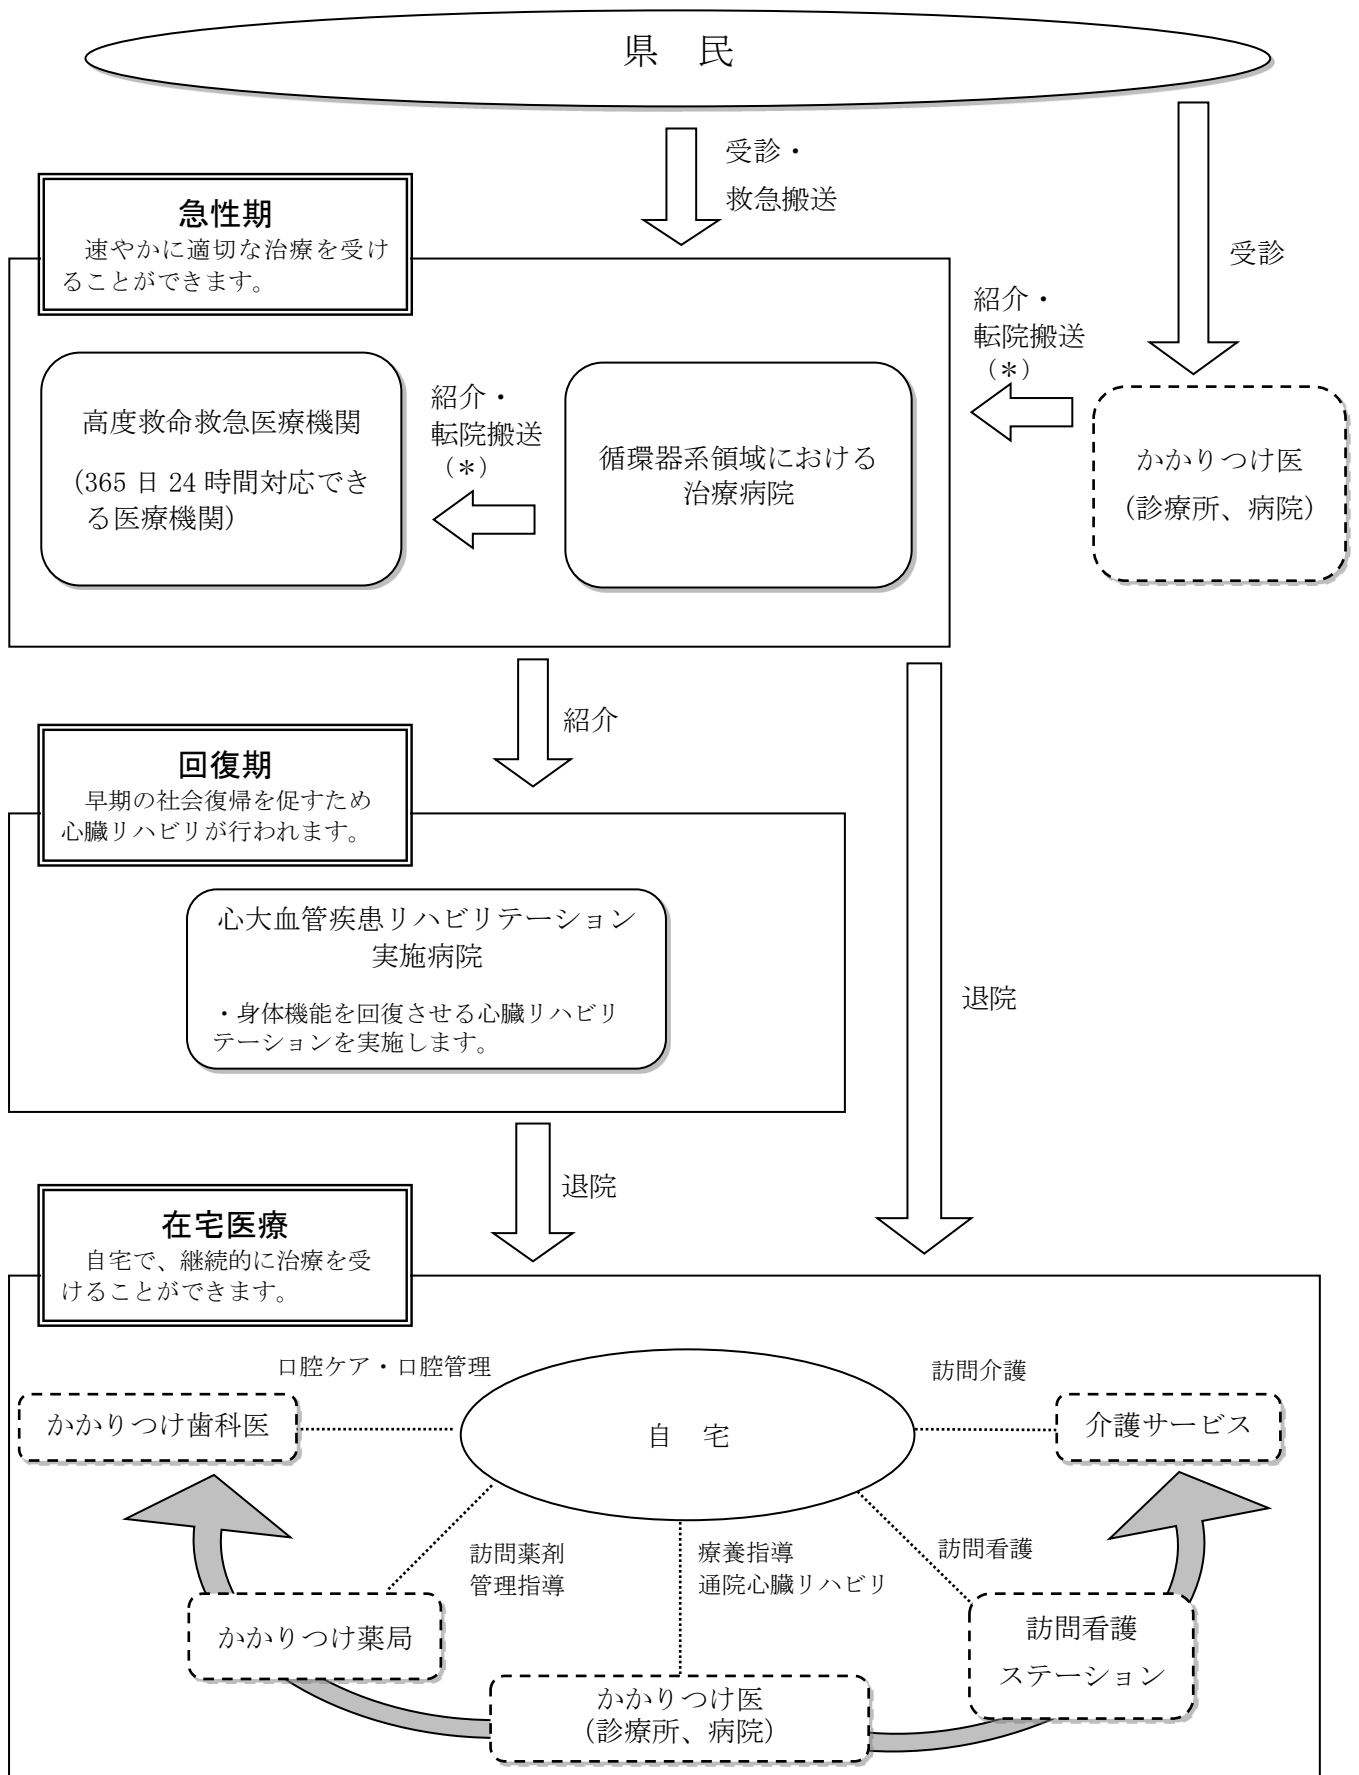 県　民
受診・
救急搬送
受診
急性期
速やかに適切な治療を受け
ることができます。
紹介・
転院搬送
（＊）
高度救命救急医療機関
(365 日 24 時間対応でき
る医療機関)
紹介・
転院搬送
（＊）
循環器系領域における
治療病院
かかりつけ医
(診療所、病院)
紹介
回復期
早期の社会復帰を促すため
心臓リハビリが行われます。
心大血管疾患リハビリテーション
実施病院
・身体機能を回復させる心臓リハビリ
テーションを実施します。
退院
退院
在宅医療
自宅で、継続的に治療を受
けることができます。
口腔ケア・口腔管理
訪問介護
かかりつけ歯科医
自　宅
介護サービス
訪問薬剤
管理指導
療養指導
通院心臓リハビリ
訪問看護
かかりつけ薬局
訪問看護
ステーション
かかりつけ医
(診療所、病院)